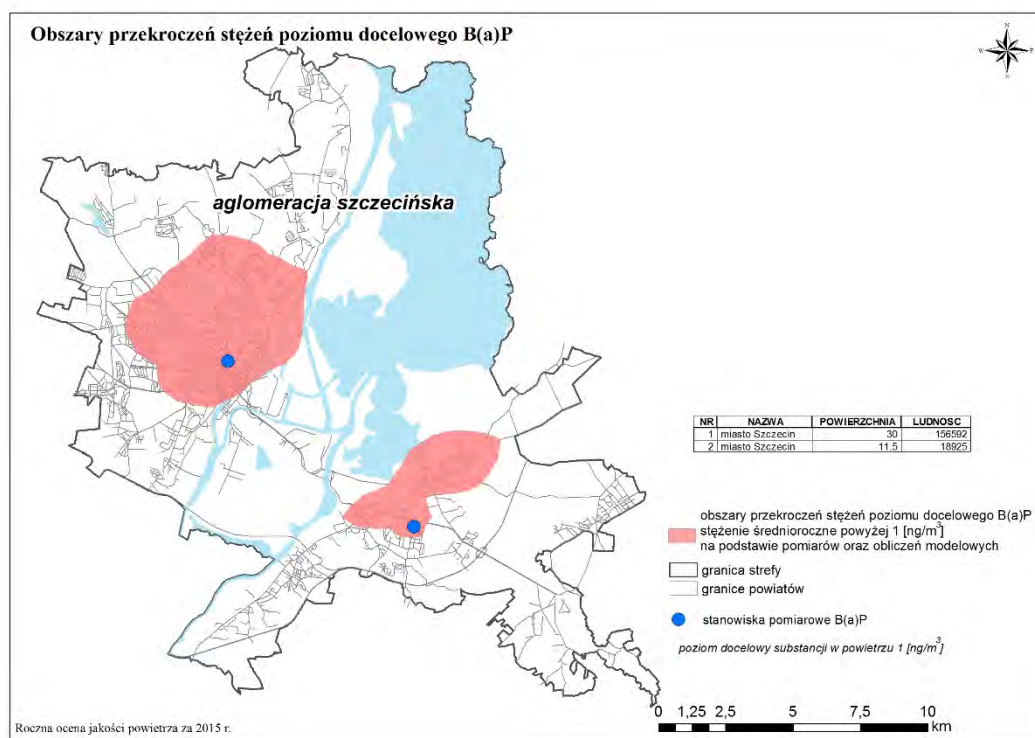 Obszary przekroczeń stężeń poziomu docelowego B(a)P
N
W
P
S
aglomeracja szczecińska
NR NAZWA POWIERZCHNIA LUDNOSC
1 miasto Szczecin 30 156592
2 miasto Szczecin 11,5 18925
obszary przekroczeń stężeń poziomu docelowego B(a)P
stężenie średnioroczne powyżej 1 [ng/m³]
na podstawie pomiarów oraz obliczeń modelowych
granica strefy
granice powiatów
stanowiska pomiarowe B(a)P
poziom docelowy substancji w powietrzu 1 [ng/m³]
0 1,25 2,5 5 7,5 10
km
Roczna ocena jakości powietrza za 2015 r.